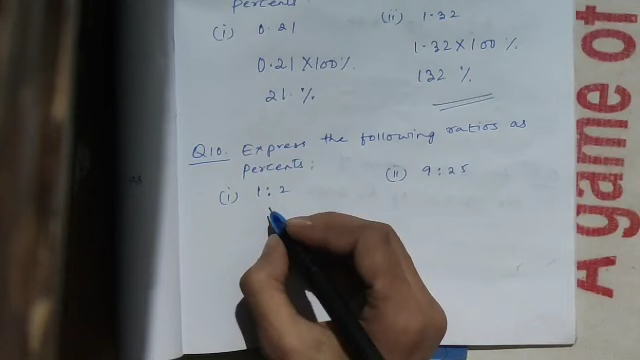 percents.
(i) 0.21
(ii) 1.32
0.21 X 100%.
1.32 X 100 %
21 %
132 %
Q10. Express the following ratios as
percents:
(i) 1:2
(ii) 9:25
A game of